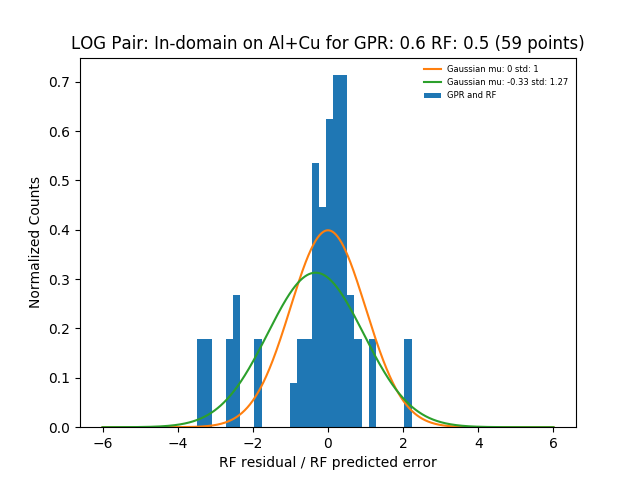 LOG Pair: In-domain on Al+Cu for GPR: 0.6 RF: 0.5 (59 points)
Gaussian mu: 0 std: 1
Gaussian mu: -0.33 std: 1.27
GPR and RF
Normalized Counts
0.7
0.6
0.5
0.4
0.3
0.2
0.1
0.0
−6 −4 −2 0 2 4 6
RF residual / RF predicted error